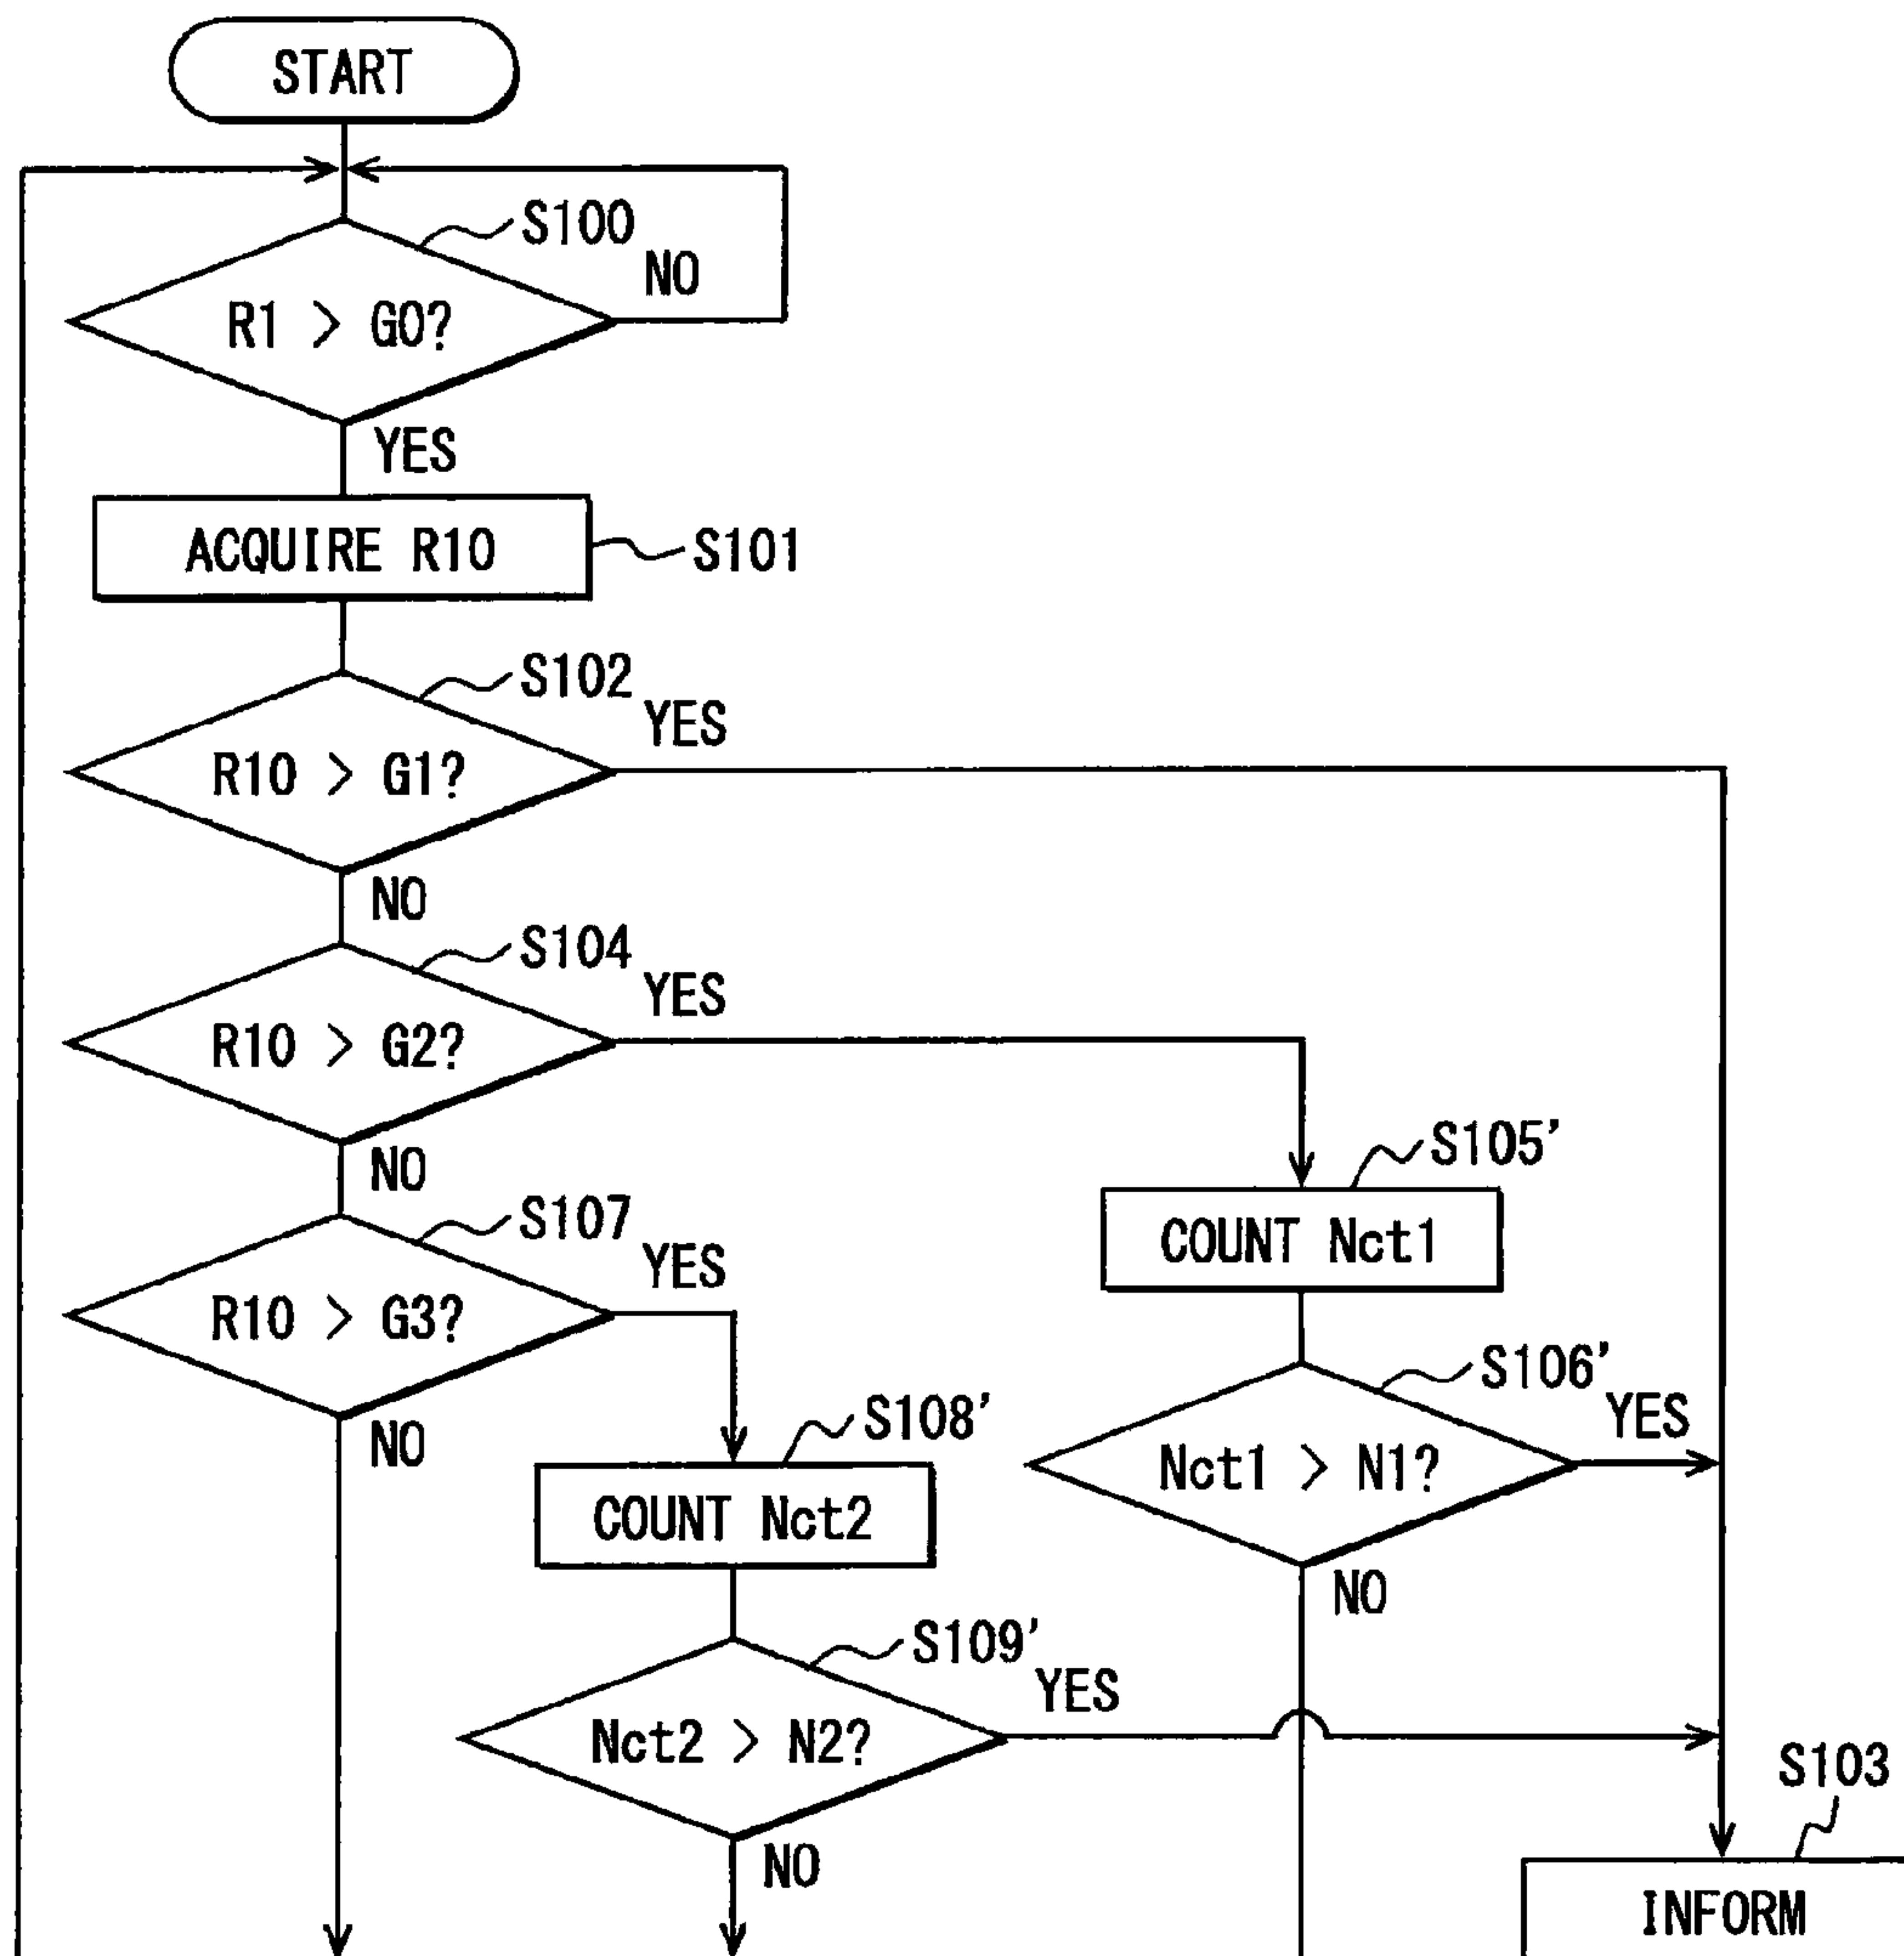 START
S100
NO
R1 > G0?
YES
ACQUIRE R10
S101
S102
YES
R10 > G1?
NO
S104
YES
R10 > G2?
NO
S105'
COUNT Nct1
S107
YES
R10 > G3?
NO
S106'
YES
Nct1 > N1?
NO
S108'
COUNT Nct2
S109'
YES
Nct2 > N2?
NO
S103
INFORM